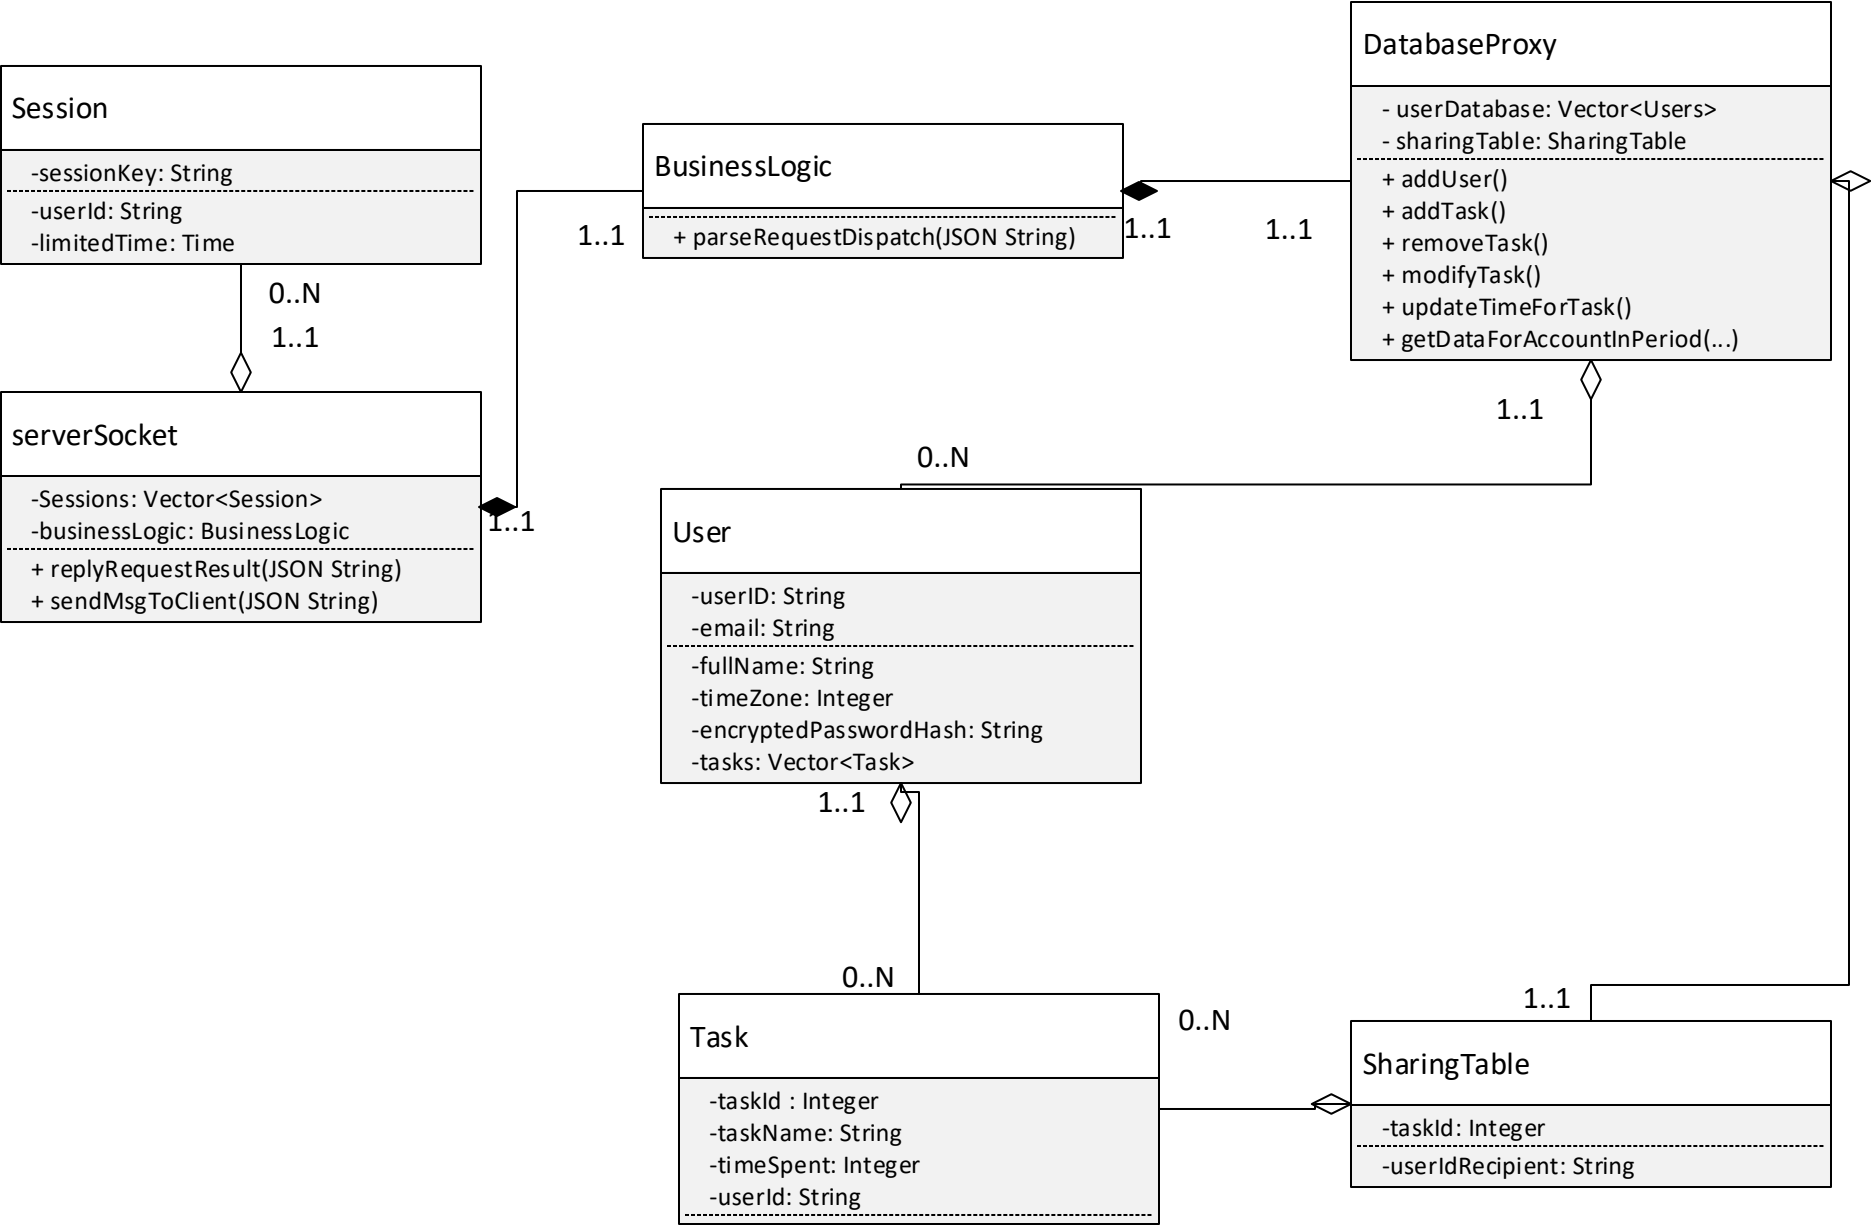 Session
-sessionKey: String
-userId: String
-limitedTime: Time
0..N
1..1
serverSocket
-Sessions: Vector<Session>
-businessLogic: BusinessLogic
+ replyRequestResult(JSON String)
+ sendMsgToClient(JSON String)
1..1
1..1
BusinessLogic
+ parseRequestDispatch(JSON String)
1..1
1..1
DatabaseProxy
- userDatabase: Vector<Users>
- sharingTable: SharingTable
+ addUser()
+ addTask()
+ removeTask()
+ modifyTask()
+ updateTimeForTask()
+ getDataForAccountInPeriod(...)
1..1
0..N
User
-userID: String
-email: String
-fullName: String
-timeZone: Integer
-encryptedPasswordHash: String
-tasks: Vector<Task>
1..1
0..N
Task
-taskId : Integer
-taskName: String
-timeSpent: Integer
-userId: String
0..N
1..1
SharingTable
-taskId: Integer
-userIdRecipient: String